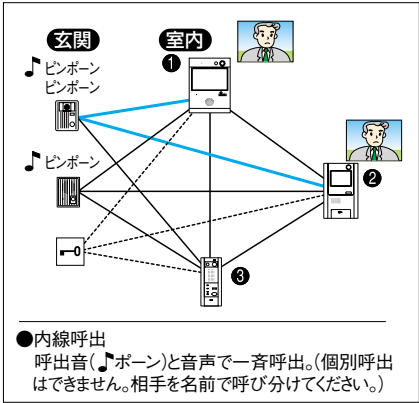 玄関
室内
❶
♪ピンポーン
ピンポーン
♪ピンポーン
❷
❸
●内線呼出
呼出音(♪ポーン)と音声で一斉呼出。(個別呼出
はできません。相手を名前で呼び分けてください。)